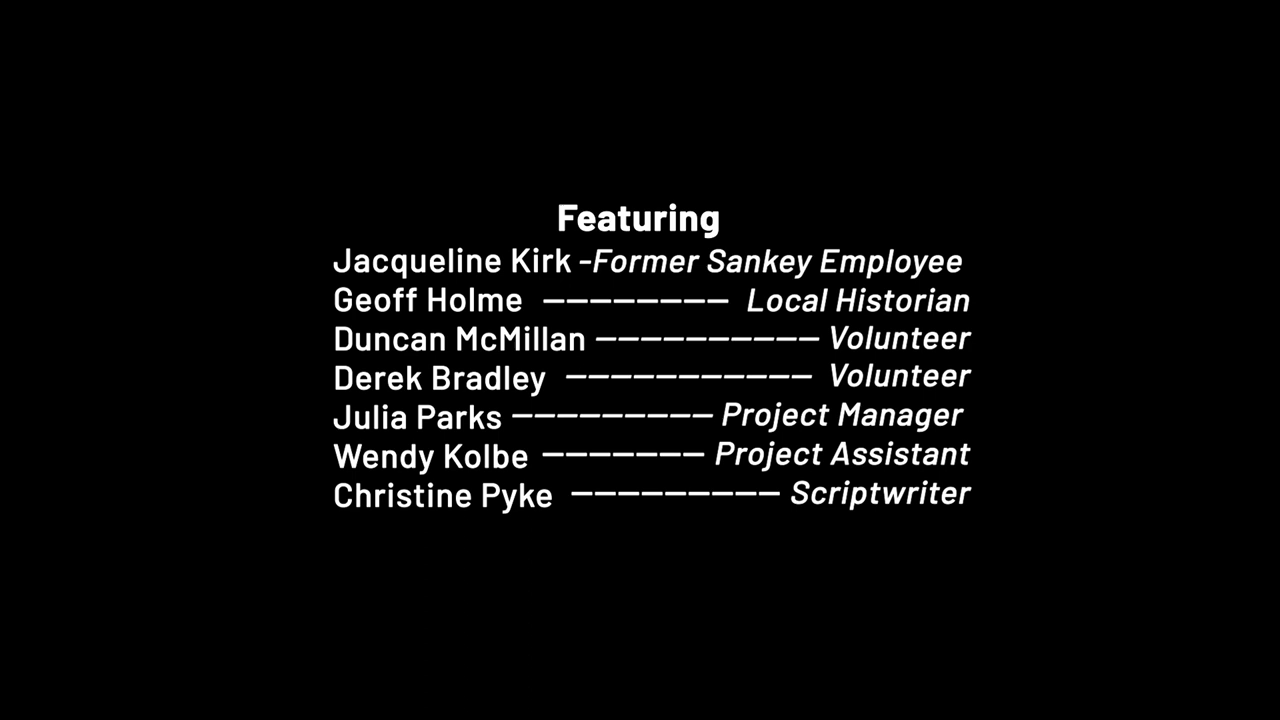 Featuring
Jacqueline Kirk -Former Sankey Employee
Geoff Holme –––––––– Local Historian
Duncan McMillan –––––––––– Volunteer
Derek Bradley ––––––––––– Volunteer
Julia Parks ––––––––– Project Manager
Wendy Kolbe ––––––– Project Assistant
Christine Pyke ––––––––– Scriptwriter